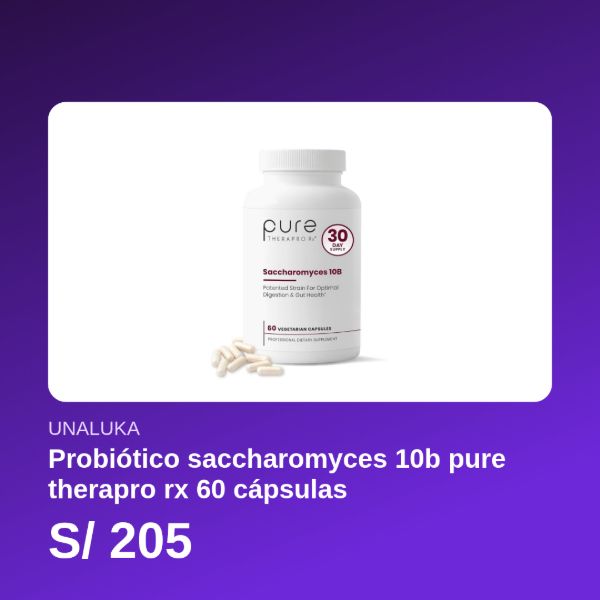 pure
THERAPRO Rx®
30
DAY
SUPPLY
Saccharomyces 10B
Patented Strain For Optimal
Digestion & Gut Health*
60 VEGETARIAN CAPSULES
PROFESSIONAL DIETARY SUPPLEMENT
UNALUKA
Probiótico saccharomyces 10b pure
therapro rx 60 cápsulas
S/ 205